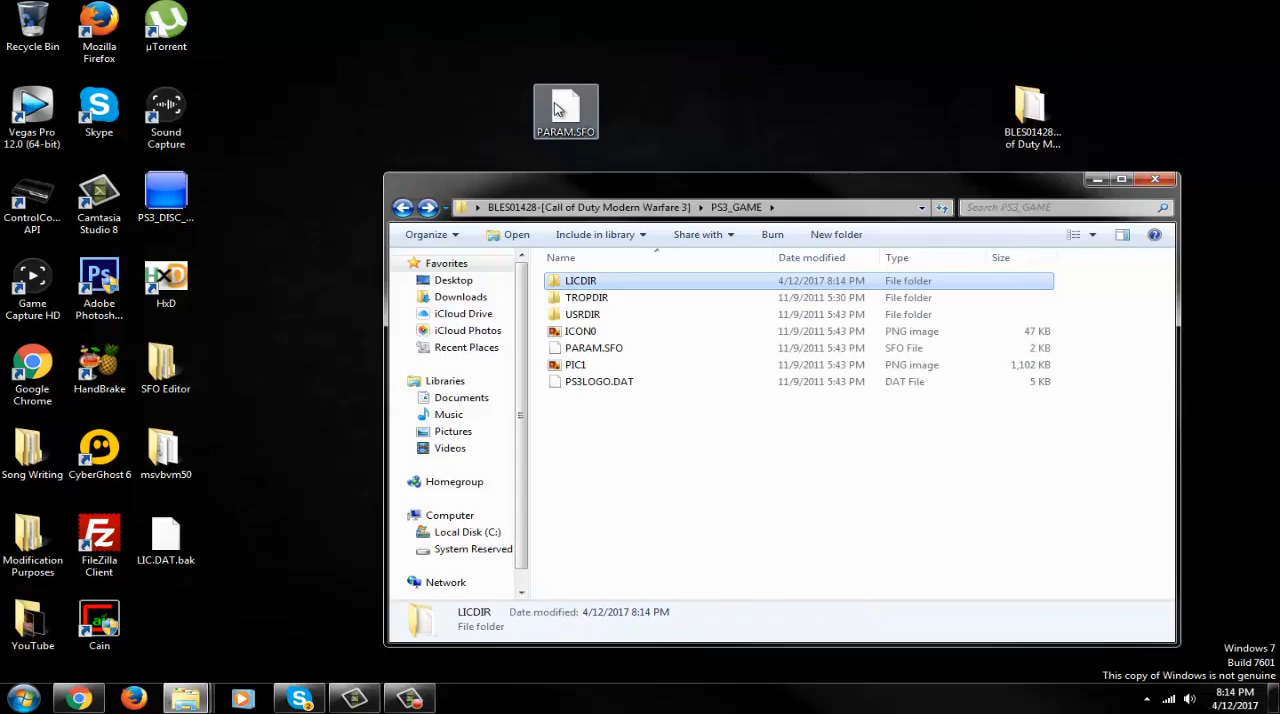 Recycle Bin
Mozilla
Firefox
µTorrent
Vegas Pro
12.0 (64-bit)
Skype
Sound
Capture
ControlCo...
API
Camtasia
Studio 8
PS3_DISC_...
Game
Capture HD
Ps
Adobe
Photosh...
HxD
HxD
Google
Chrome
HandBrake
SFO Editor
Song Writing
CyberGhost 6
msvbvm50
Modification
Purposes
FileZilla
Client
LIC.DAT.bak
YouTube
Cain
PARAM.SFO
BLES01428...
of Duty M...
BLES01428-[Call of Duty Modern Warfare 3]
PS3_GAME
Search PS3_GAME
Organize
Open
Include in library
Share with
Burn
New folder
Favorites
Desktop
Downloads
iCloud Drive
iCloud Photos
Recent Places
Libraries
Documents
Music
Pictures
Videos
Homegroup
Computer
Local Disk (C:)
System Reserved
Network
Name Date modified Type Size
LICDIR 4/12/2017 8:14 PM File folder
TROPDIR 11/9/2011 5:30 PM File folder
USRDIR 11/9/2011 5:43 PM File folder
ICON0 11/9/2011 5:43 PM PNG image 47 KB
PARAM.SFO 11/9/2011 5:43 PM SFO File 2 KB
PIC1 11/9/2011 5:43 PM PNG image 1,102 KB
PS3LOGO.DAT 11/9/2011 5:43 PM DAT File 5 KB
LICDIR Date modified: 4/12/2017 8:14 PM
File folder
Windows 7
Build 7601
This copy of Windows is not genuine
8:14 PM
4/12/2017